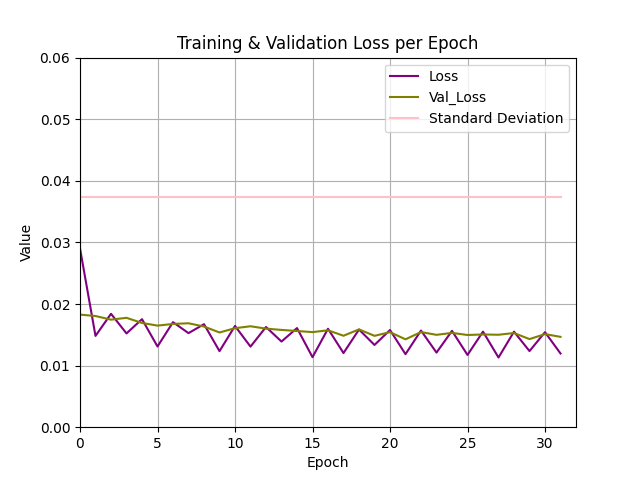 Training & Validation Loss per Epoch
Loss
Val_Loss
Standard Deviation
Value
0.06
0.05
0.04
0.03
0.02
0.01
0.00
0 5 10 15 20 25 30
Epoch